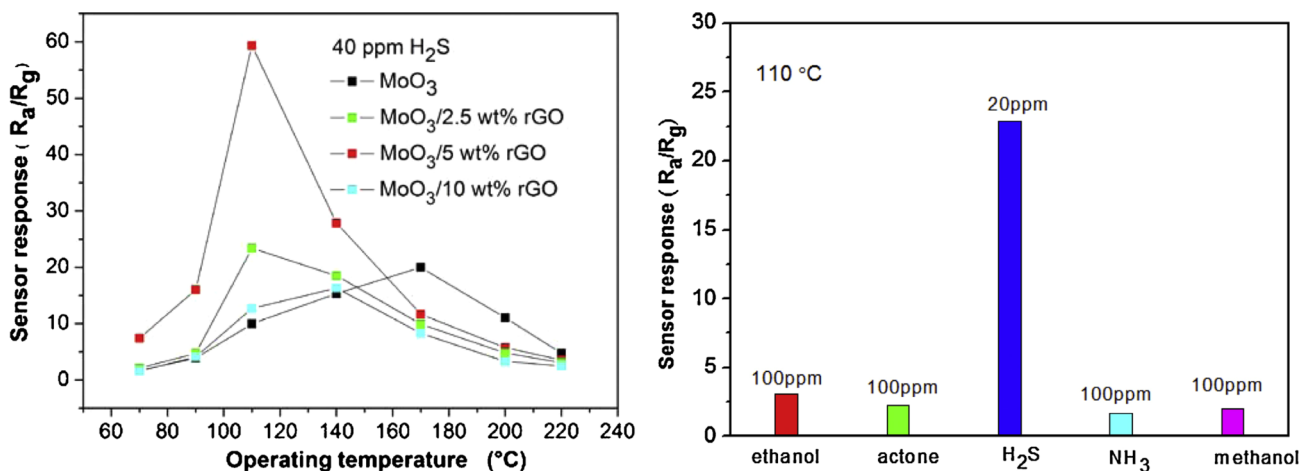 Sensor response ( Ra/Rg)
60
50
40
30
20
10
0
40 ppm H2S
MoO3
MoO3/2.5 wt% rGO
MoO3/5 wt% rGO
MoO3/10 wt% rGO
60 80 100 120 140 160 180 200 220 240
Operating temperature (°C)
Sensor response ( Ra/Rg)
30
25
20
15
10
5
0
110 °C
100ppm
100ppm
20ppm
100ppm
100ppm
ethanol actone H2S NH3 methanol